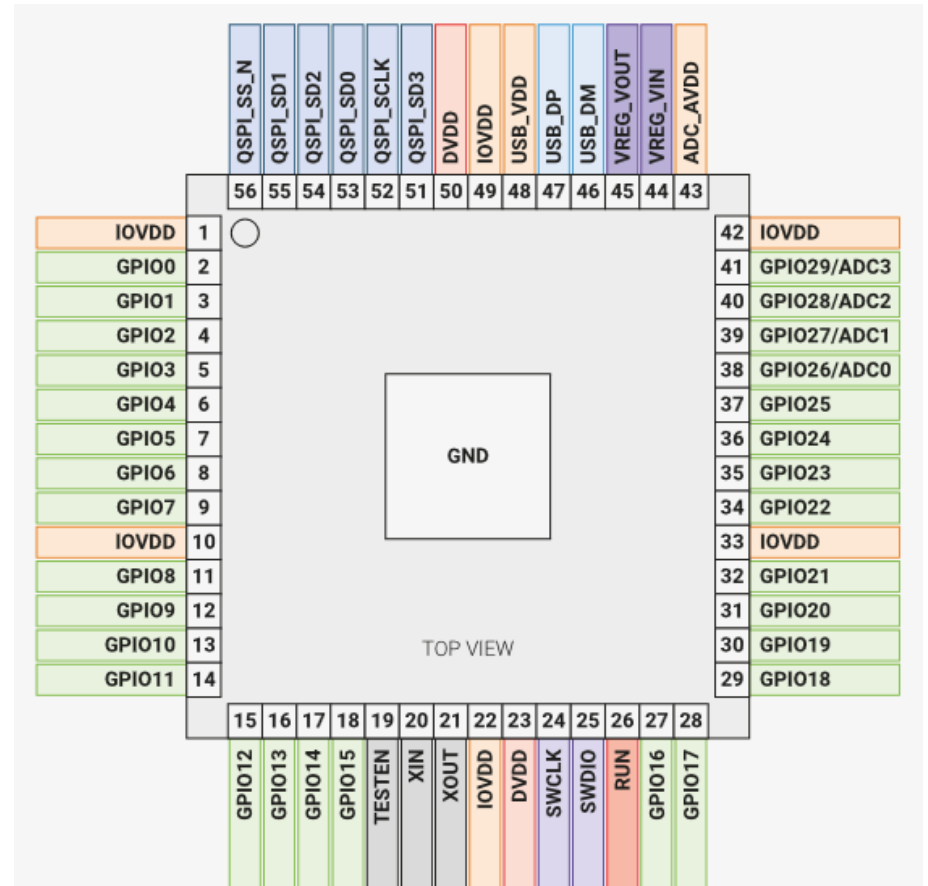 QSPI_SS_N
QSPI_SD1
QSPI_SD2
QSPI_SD0
QSPI_SCLK
QSPI_SD3
DVDD
IOVDD
USB_VDD
USB_DP
USB_DM
VREG_VOUT
VREG_VIN
ADC_AVDD
56 55 54 53 52 51 50 49 48 47 46 45 44 43
IOVDD 1
GPIO0 2
GPIO1 3
GPIO2 4
GPIO3 5
GPIO4 6
GPIO5 7
GPIO6 8
GPIO7 9
IOVDD 10
GPIO8 11
GPIO9 12
GPIO10 13
GPIO11 14
GND
TOP VIEW
42 IOVDD
41 GPIO29/ADC3
40 GPIO28/ADC2
39 GPIO27/ADC1
38 GPIO26/ADC0
37 GPIO25
36 GPIO24
35 GPIO23
34 GPIO22
33 IOVDD
32 GPIO21
31 GPIO20
30 GPIO19
29 GPIO18
15 16 17 18 19 20 21 22 23 24 25 26 27 28
GPIO12
GPIO13
GPIO14
GPIO15
TESTEN
XIN
XOUT
IOVDD
DVDD
SWCLK
SWDIO
RUN
GPIO16
GPIO17